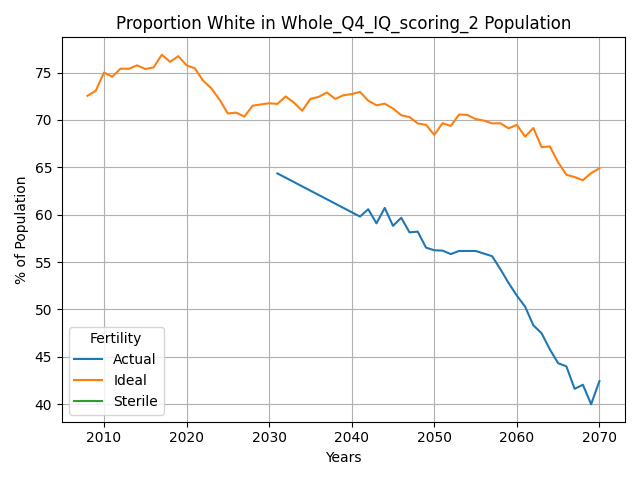 Proportion White in Whole_Q4_IQ_scoring_2 Population
% of Population
75
70
65
60
55
50
45
40
Fertility
Actual
Ideal
Sterile
2010 2020 2030 2040 2050 2060 2070
Years